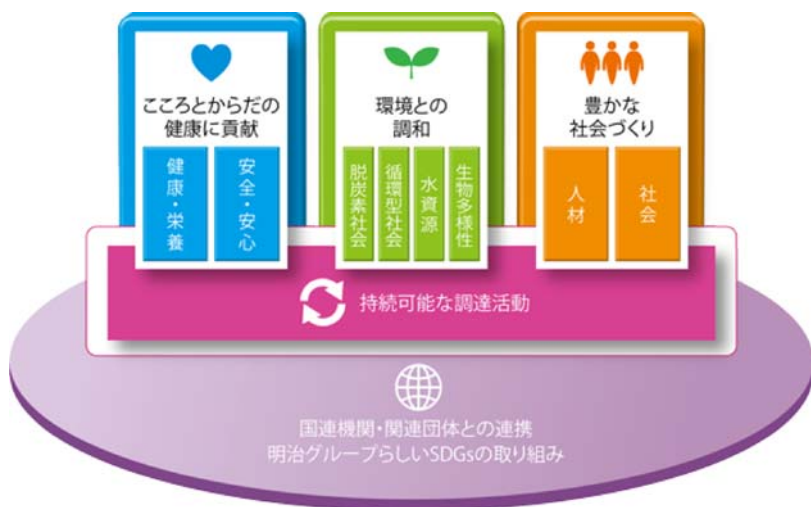 こころとからだの
健康に貢献
健康・栄養
安全・安心
環境との
調和
脱炭素社会
循環型社会
水資源
生物多様性
豊かな
社会づくり
人材
社会
持続可能な調達活動
国連機関・関連団体との連携
明治グループらしいSDGsの取り組み